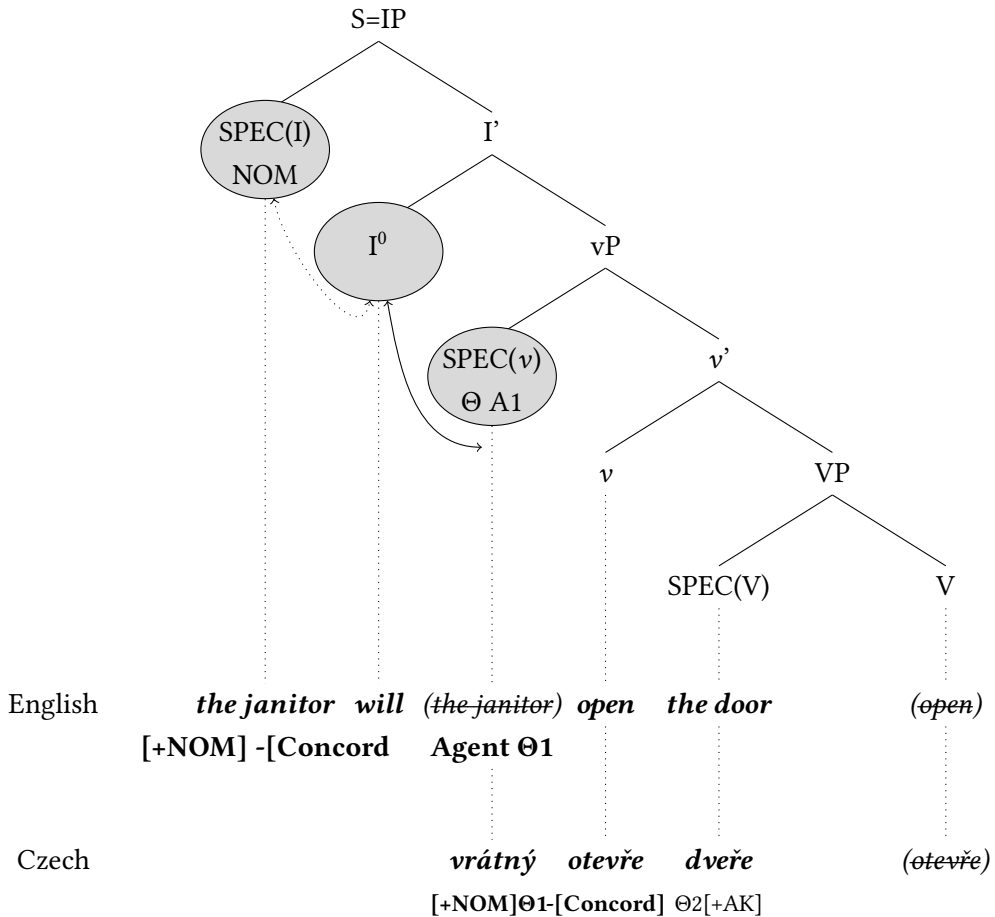 S=IP
SPEC(I)
NOM
I'
I⁰
vP
SPEC(v)
Θ A1
v'
v
VP
SPEC(V)
V
English the janitor will (the janitor) open the door (open)
[+NOM] -[Concord Agent Θ1
Czech vrátný otevře dveře (otevře)
[+NOM]Θ1-[Concord] Θ2[+AK]